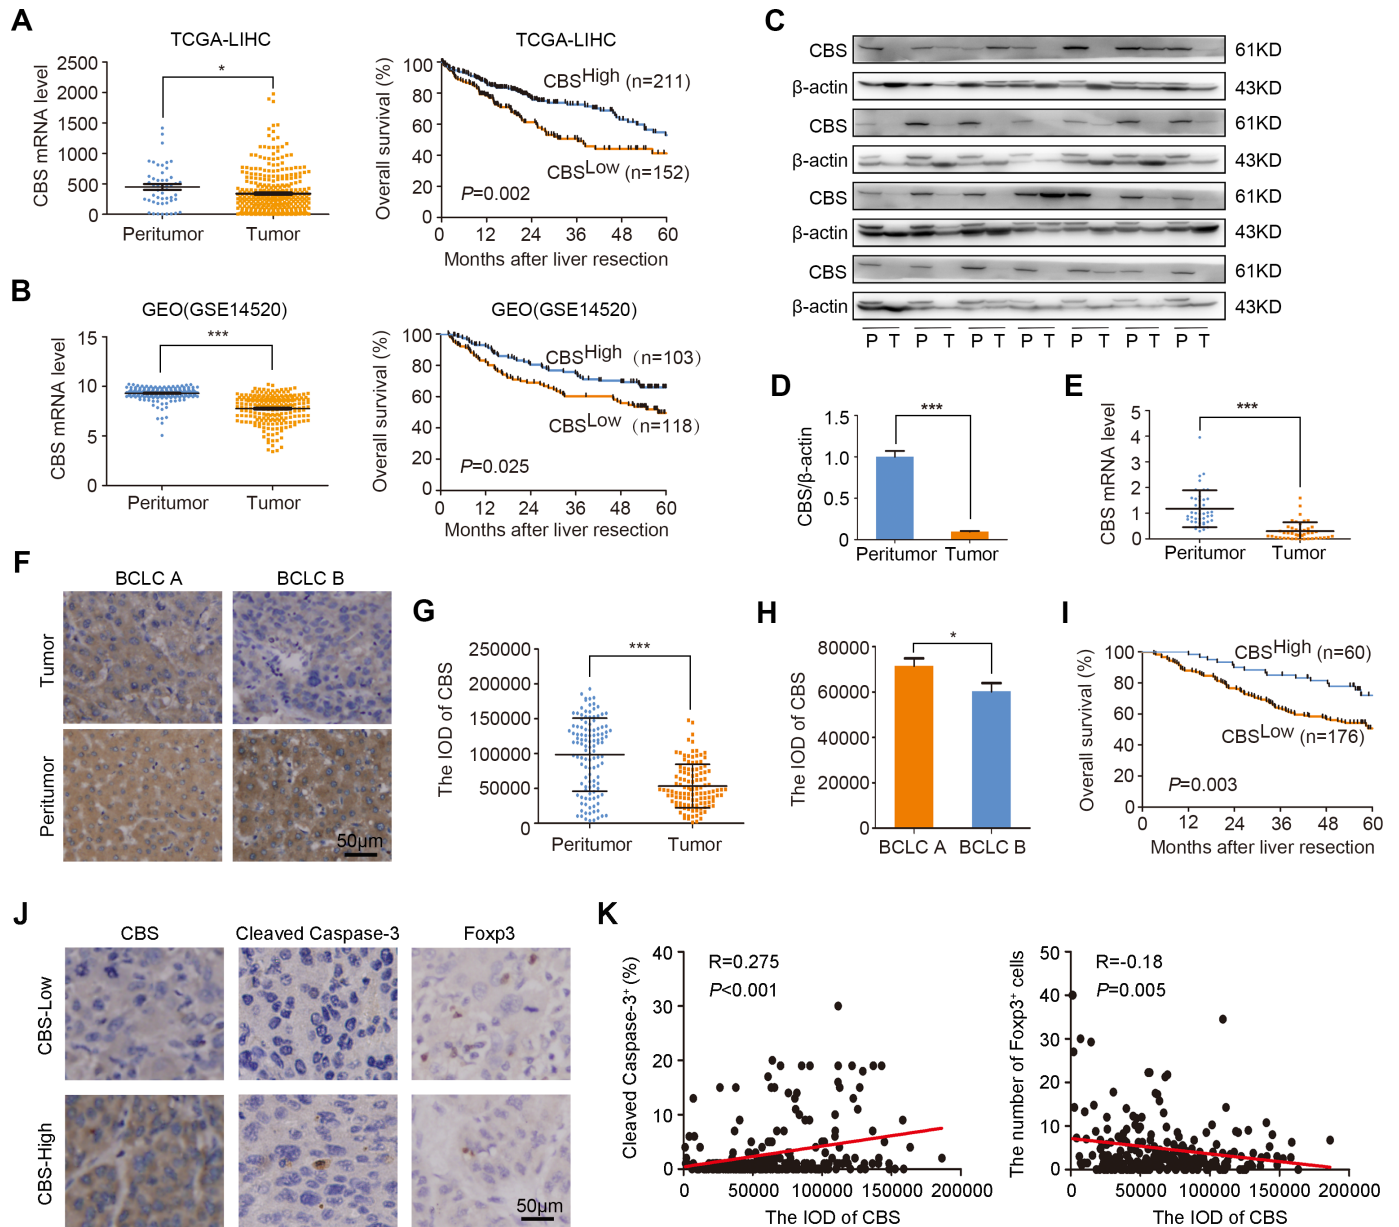 A
TCGA-LIHC
CBS mRNA level
2500
2000
1500
1000
500
0
*
Peritumor
Tumor
TCGA-LIHC
Overall survival (%)
100
80
60
40
20
0
CBSHigh (n=211)
CBSLow (n=152)
P=0.002
0 12 24 36 48 60
Months after liver resection
B
GEO(GSE14520)
CBS mRNA level
15
10
5
0
***
Peritumor
Tumor
GEO(GSE14520)
Overall survival (%)
100
80
60
40
20
0
CBSHigh (n=103)
CBSLow (n=118)
P=0.025
0 12 24 36 48 60
Months after liver resection
C
CBS 61KD
β-actin 43KD
CBS 61KD
β-actin 43KD
CBS 61KD
β-actin 43KD
CBS 61KD
β-actin 43KD
P T P T P T P T P T P T P T
D
CBS/β-actin
1.5
1.0
0.5
0
***
Peritumor Tumor
E
CBS mRNA level
5
4
3
2
1
0
***
Peritumor Tumor
F
BCLC A BCLC B
Tumor
Peritumor
50μm
G
The IOD of CBS
250000
200000
150000
100000
50000
0
***
Peritumor Tumor
H
The IOD of CBS
80000
60000
40000
20000
0
*
BCLC A BCLC B
I
Overall survival (%)
100
80
60
40
20
0
CBSHigh (n=60)
CBSLow (n=176)
P=0.003
0 12 24 36 48 60
Months after liver resection
J
CBS Cleaved Caspase-3 Foxp3
CBS-Low
CBS-High
50μm
K
Cleaved Caspase-3+ (%)
40
30
20
10
0
R=0.275
P<0.001
0 50000 100000 150000 200000
The IOD of CBS
The number of Foxp3+ cells
50
40
30
20
10
0
R=-0.18
P=0.005
0 50000 100000 150000 200000
The IOD of CBS